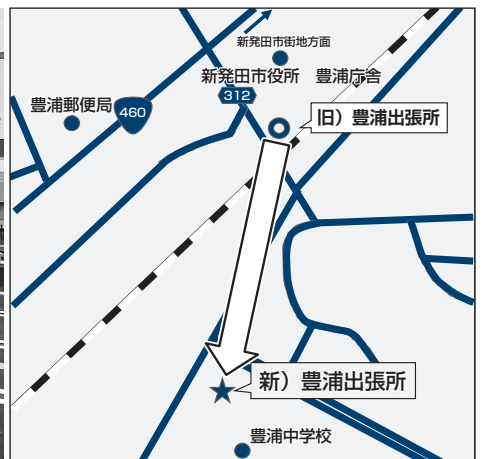 新発田市街地方面
新発田市役所　豊浦庁舎
312
豊浦郵便局
460
旧）豊浦出張所
新）豊浦出張所
豊浦中学校